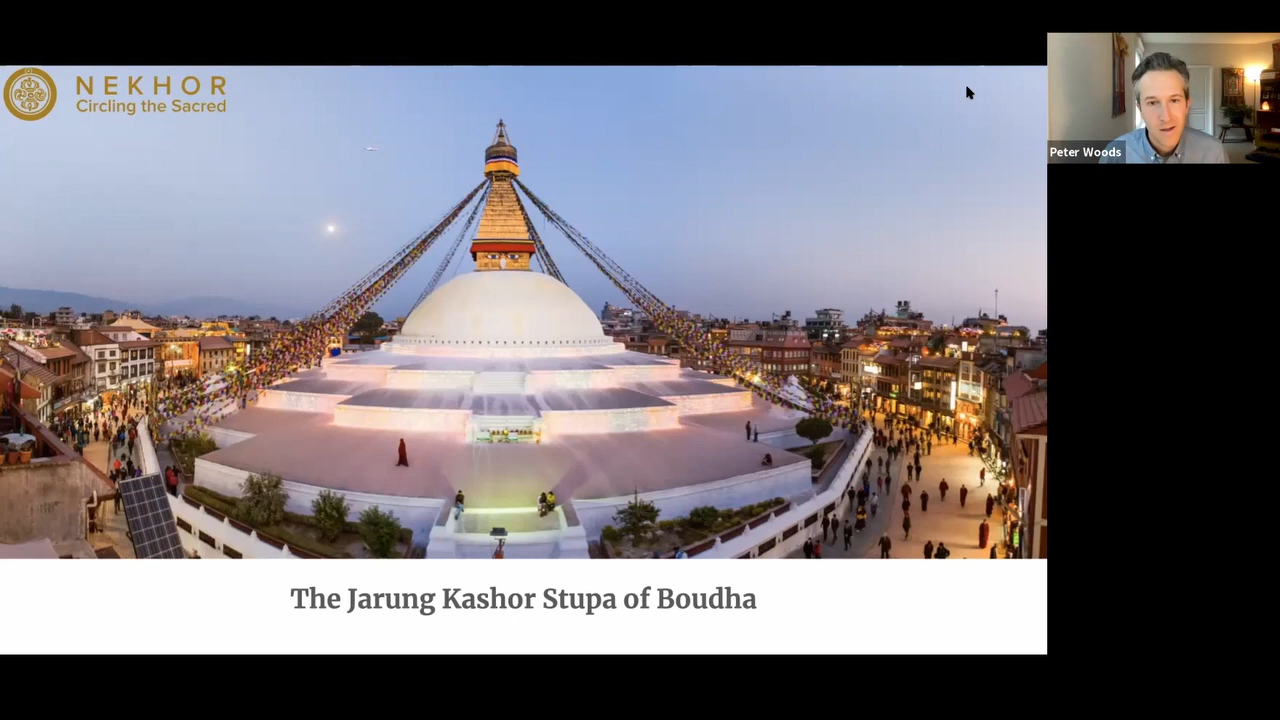 NEKHOR
Circling the Sacred
Peter Woods
The Jarung Kashor Stupa of Boudha